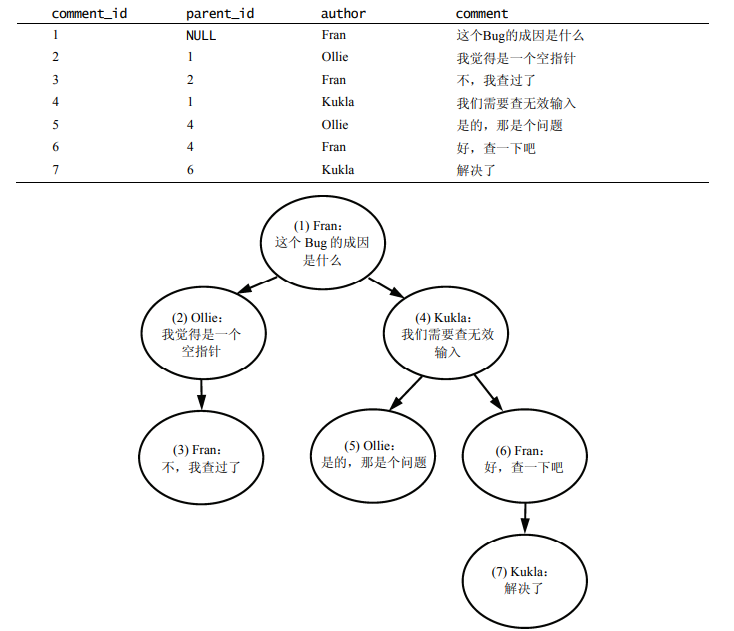 comment_id parent_id author comment
1 NULL Fran 这个Bug的成因是什么
2 1 Ollie 我觉得是一个空指针
3 2 Fran 不，我查过了
4 1 Kukla 我们需要查无效输入
5 4 Ollie 是的，那是个问题
6 4 Fran 好，查一下吧
7 6 Kukla 解决了
(1) Fran：
这个 Bug 的成因
是什么
(2) Ollie：
我觉得是一个
空指针
(4) Kukla：
我们需要查无效
输入
(3) Fran：
不，我查过了
(5) Ollie：
是的，那是个问题
(6) Fran：
好，查一下吧
(7) Kukla：
解决了